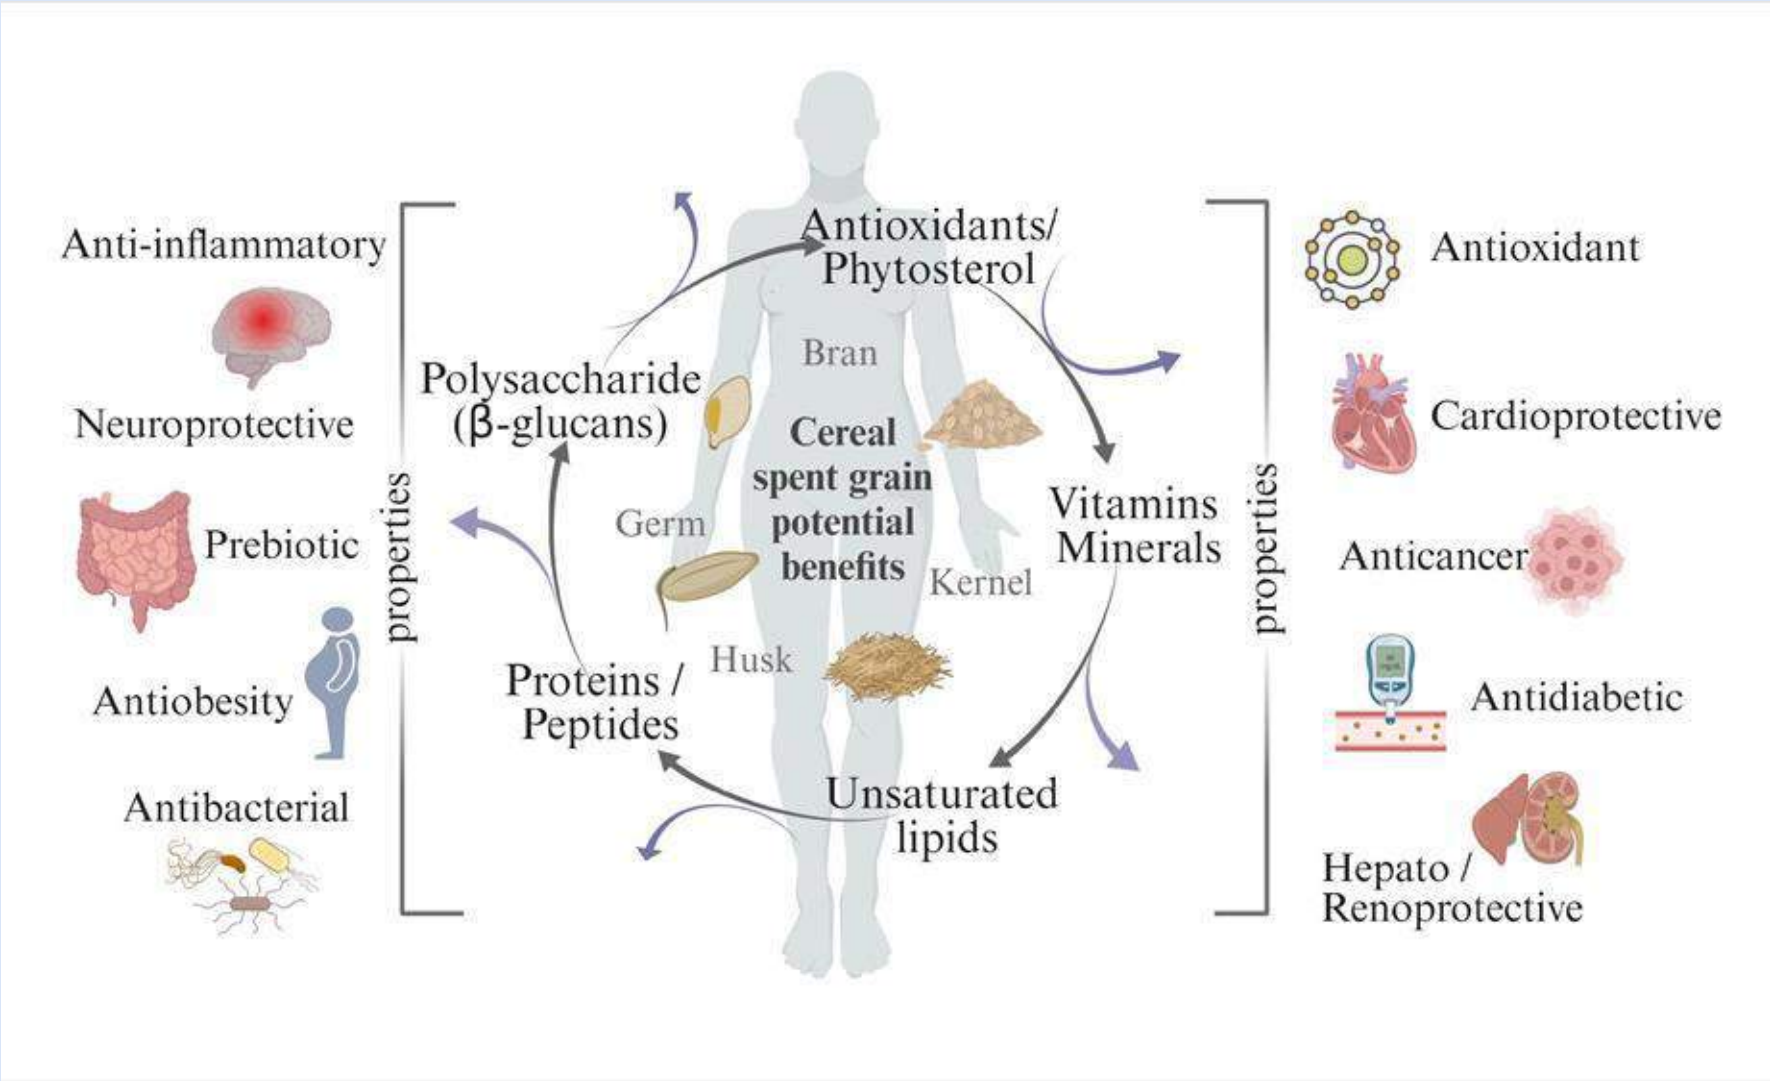 Anti-inflammatory
Neuroprotective
Prebiotic
Antiobesity
Antibacterial
properties
Antioxidants/
Phytosterol
Polysaccharide
(β-glucans)
Bran
Cereal
spent grain
potential
benefits
Germ
Kernel
Husk
Vitamins
Minerals
Proteins /
Peptides
Unsaturated
lipids
properties
Antioxidant
Cardioprotective
Anticancer
Antidiabetic
Hepato /
Renoprotective